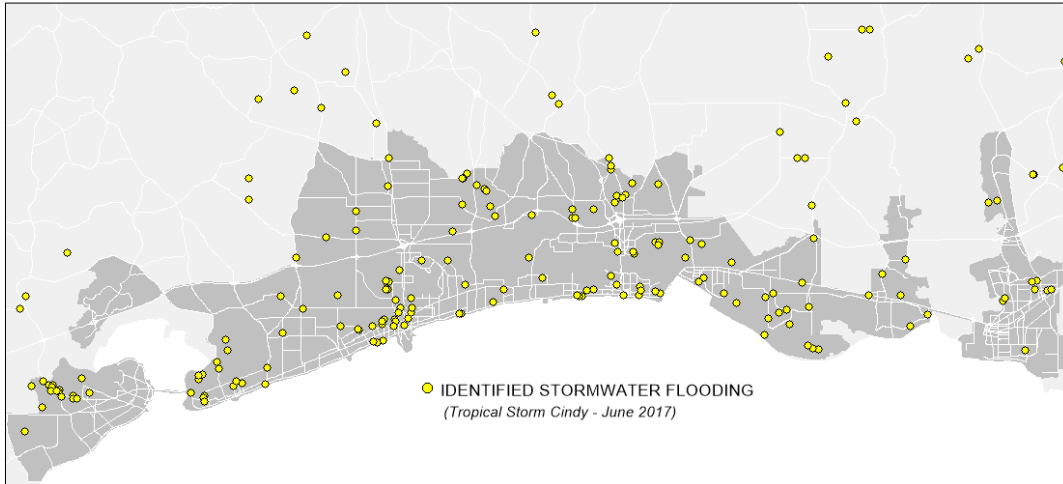 IDENTIFIED STORMWATER FLOODING
(Tropical Storm Cindy - June 2017)